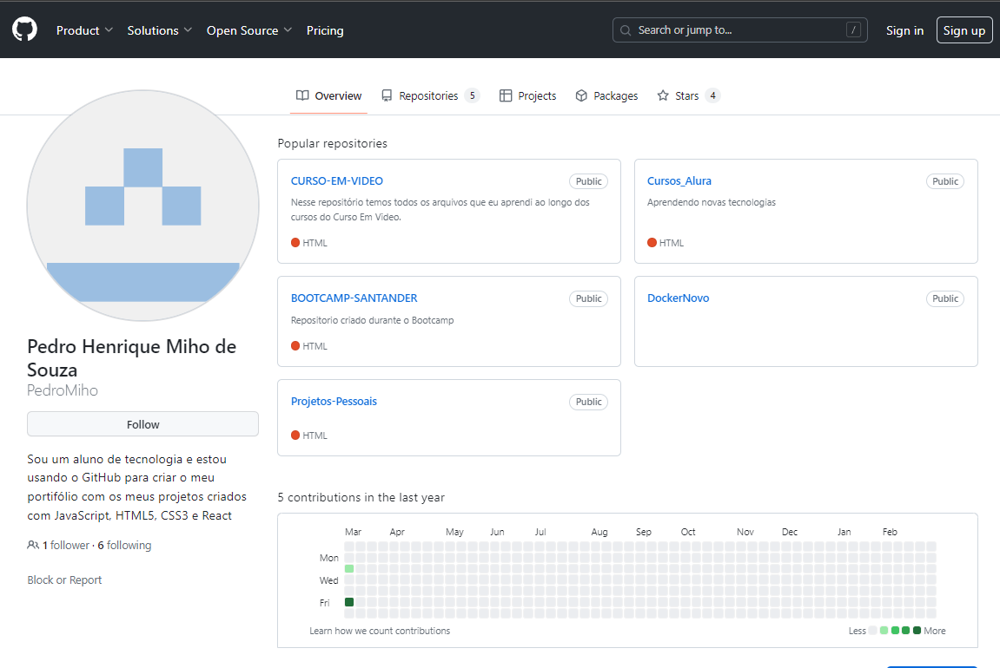 Product Solutions Open Source Pricing Search or jump to... / Sign in Sign up
Overview Repositories 5 Projects Packages Stars 4
Pedro Henrique Miho de
Souza
PedroMiho
Follow
Sou um aluno de tecnologia e estou
usando o GitHub para criar o meu
portifólio com os meus projetos criados
com JavaScript, HTML5, CSS3 e React
1 follower · 6 following
Block or Report
Popular repositories
CURSO-EM-VIDEO Public
Nesse repositório temos todos os arquivos que eu aprendi ao longo dos
cursos do Curso Em Video.
HTML
Cursos_Alura Public
Aprendendo novas tecnologias
HTML
BOOTCAMP-SANTANDER Public
Repositorio criado durante o Bootcamp
HTML
DockerNovo Public
Projetos-Pessoais Public
HTML
5 contributions in the last year
Mar Apr May Jun Jul Aug Sep Oct Nov Dec Jan Feb
Mon
Wed
Fri
Learn how we count contributions Less More